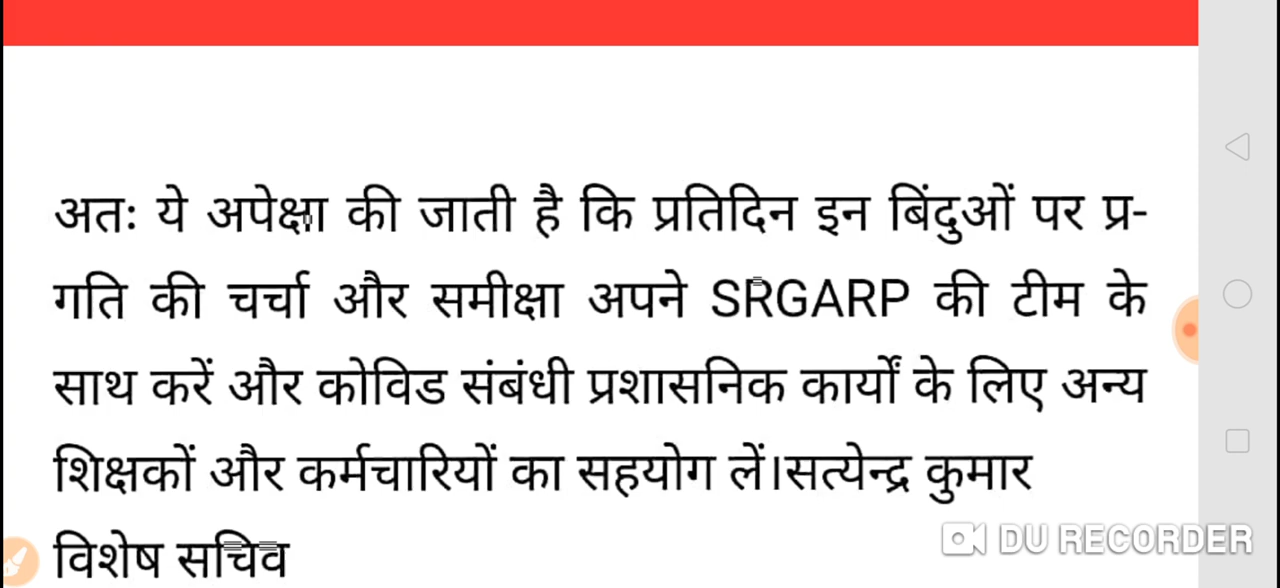 अतः ये अपेक्षा की जाती है कि प्रतिदिन इन बिंदुओं पर प्र-
गति की चर्चा और समीक्षा अपने SRGARP की टीम के
साथ करें और कोविड संबंधी प्रशासनिक कार्यों के लिए अन्य
शिक्षकों और कर्मचारियों का सहयोग लें।सत्येन्द्र कुमार
विशेष सचिव
DU RECORDER